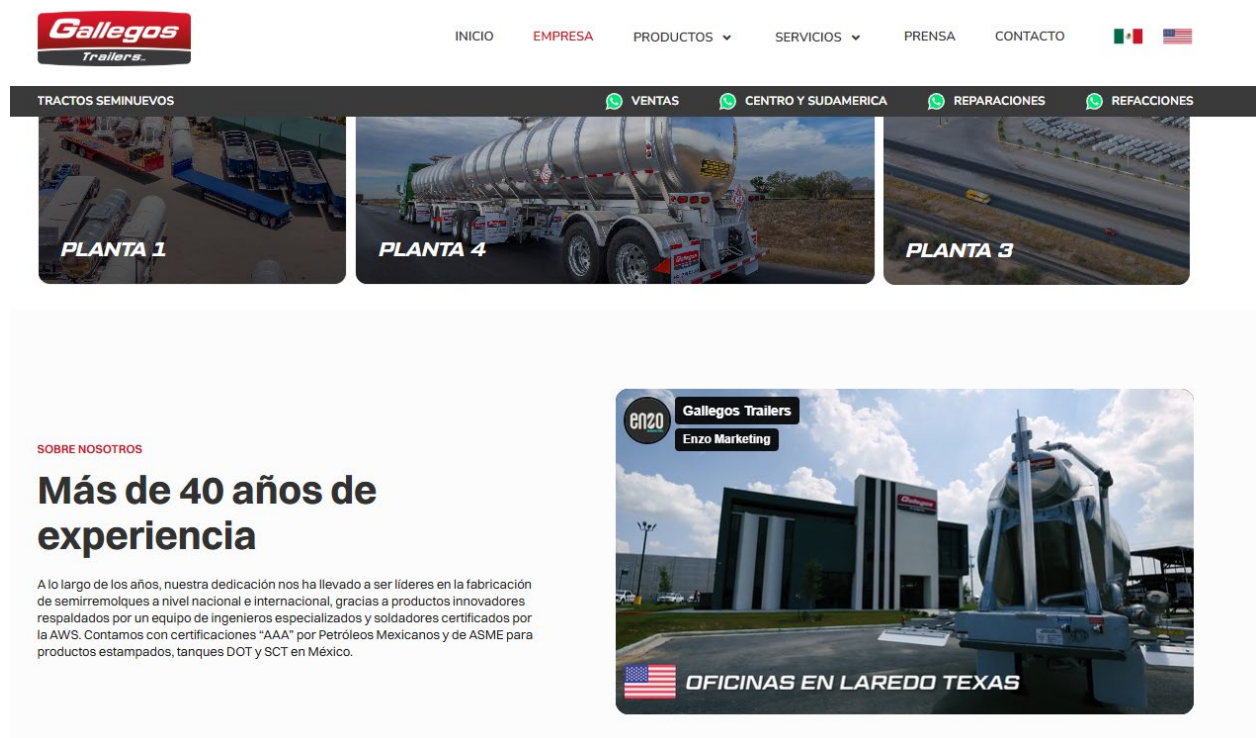 Gallegos
Trailers
INICIO EMPRESA PRODUCTOS SERVICIOS PRENSA CONTACTO
TRACTOS SEMINUEVOS VENTAS CENTRO Y SUDAMERICA REPARACIONES REFACCIONES
PLANTA 1
PLANTA 4
PLANTA 3
SOBRE NOSOTROS
Más de 40 años de
experiencia
A lo largo de los años, nuestra dedicación nos ha llevado a ser líderes en la fabricación
de semirremolques a nivel nacional e internacional, gracias a productos innovadores
respaldados por un equipo de ingenieros especializados y soldadores certificados por
la AWS. Contamos con certificaciones “AAA” por Petróleos Mexicanos y de ASME para
productos estampados, tanques DOT y SCT en México.
enzo
Gallegos Trailers
Enzo Marketing
Gallegos
OFICINAS EN LAREDO TEXAS